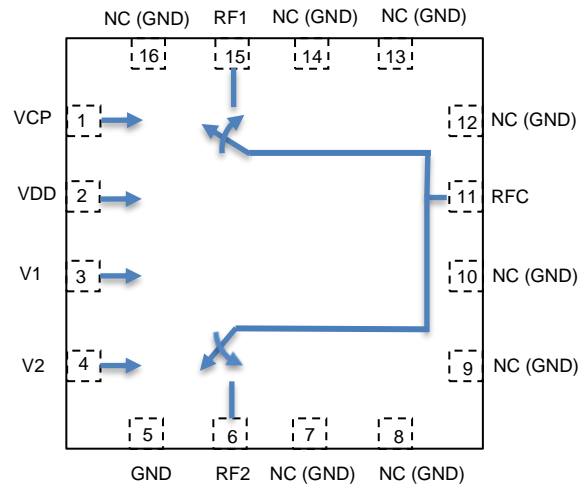 NC (GND) RF1 NC (GND) NC (GND)
16 15 14 13
VCP 1 12 NC (GND)
VDD 2 11 RFC
V1 3 10 NC (GND)
V2 4 9 NC (GND)
5 6 7 8
GND RF2 NC (GND) NC (GND)